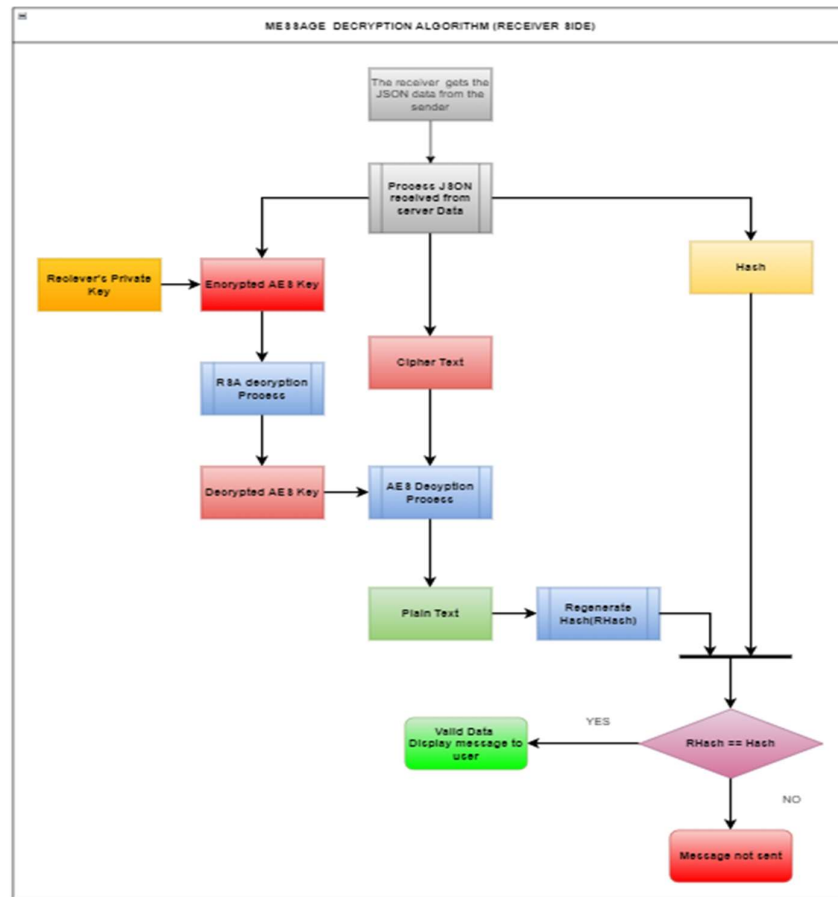 MESSAGE DECRYPTION ALGORITHM (RECEIVER SIDE)
The receiver gets the
JSON data from the
sender
Process JSON
received from
server Data
Reciever's Private
Key
Encrypted AES Key
Hash
RSA decryption
Process
Cipher Text
Decrypted AES Key
AES Decyption
Process
Plain Text
Regenerate
Hash(RHash)
YES
Valid Data
Display message to
user
RHash == Hash
NO
Message not sent